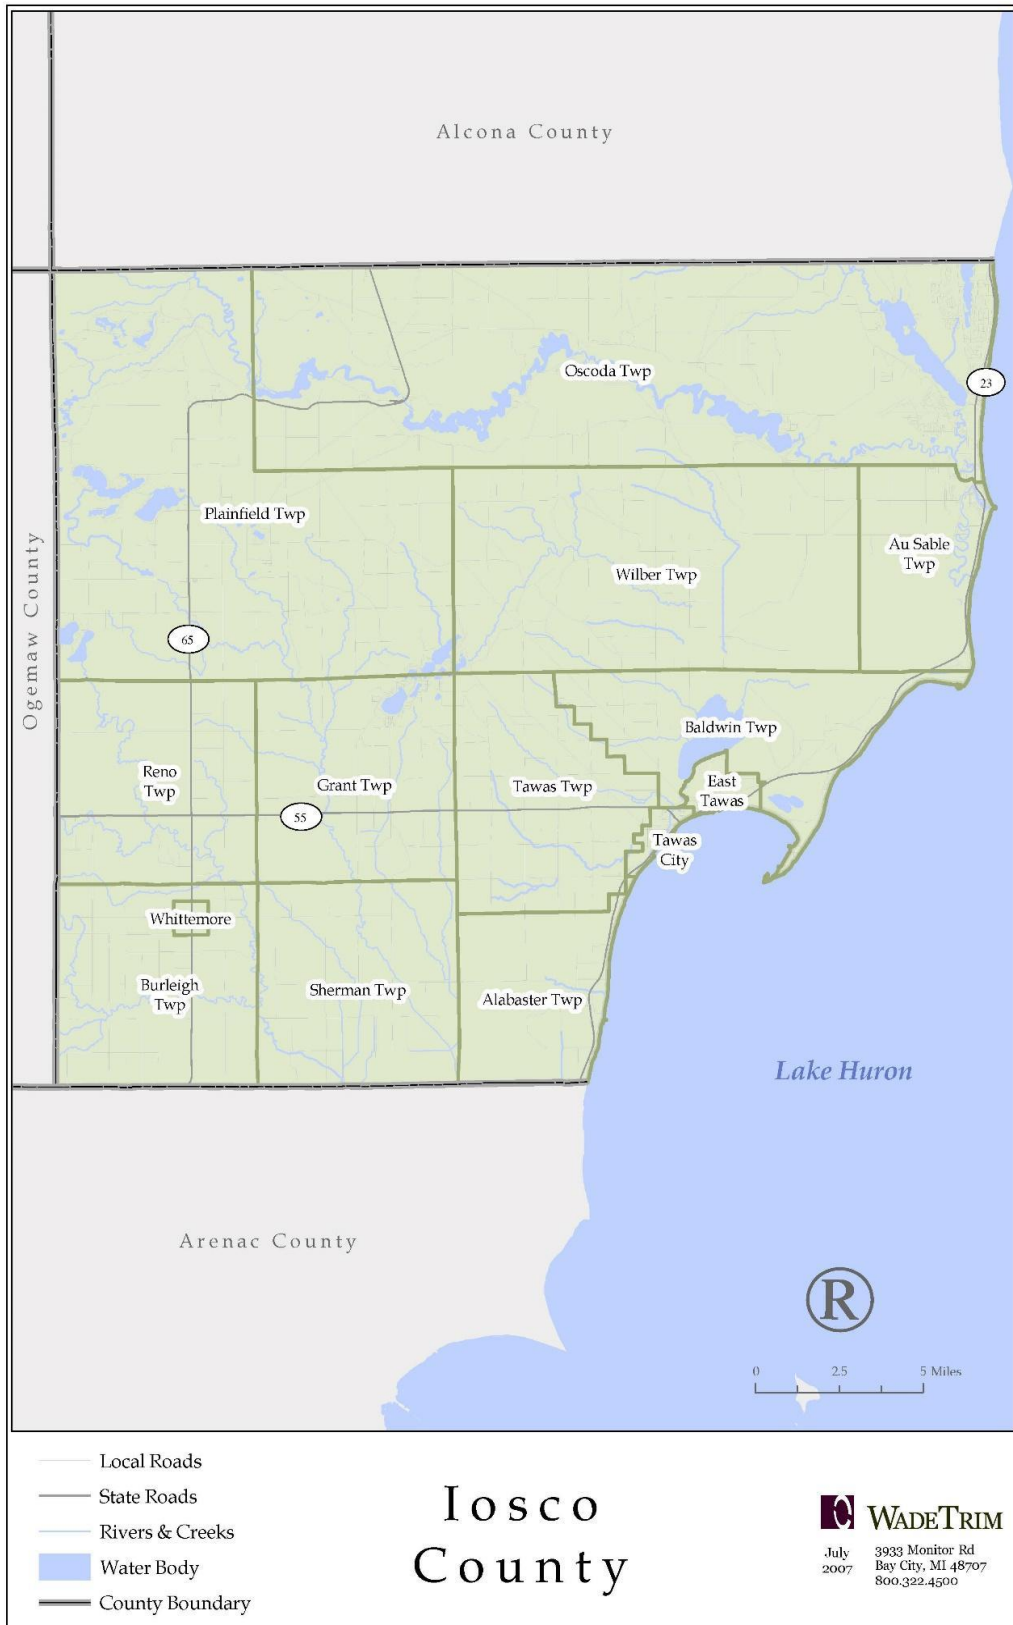 Alcona County
Oscoda Twp
23
Plainfield Twp
Au Sable
Twp
Wilber Twp
Ogemaw County
65
Baldwin Twp
Reno
Twp
Grant Twp
Tawas Twp
East
Tawas
55
Tawas
City
Whittemore
Burleigh
Twp
Sherman Twp
Alabaster Twp
Lake Huron
Arenac County
R
0 2.5 5 Miles
Local Roads
State Roads
Rivers & Creeks
Water Body
County Boundary
Iosco
County
WADETRIM
July
2007
3933 Monitor Rd
Bay City, MI 48707
800.322.4500